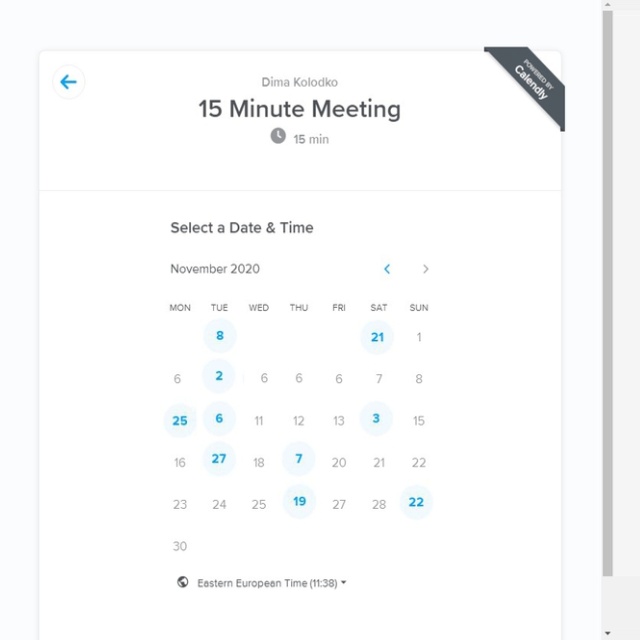 POWERED BY
Calendly
Dima Kolodko
15 Minute Meeting
15 min
Select a Date & Time
November 2020
MON TUE WED THU FRI SAT SUN
8 21 1
6 2 6 6 6 7 8
25 6 11 12 13 3 15
16 27 18 7 20 21 22
23 24 25 19 27 28 22
30
Eastern European Time (11:38)